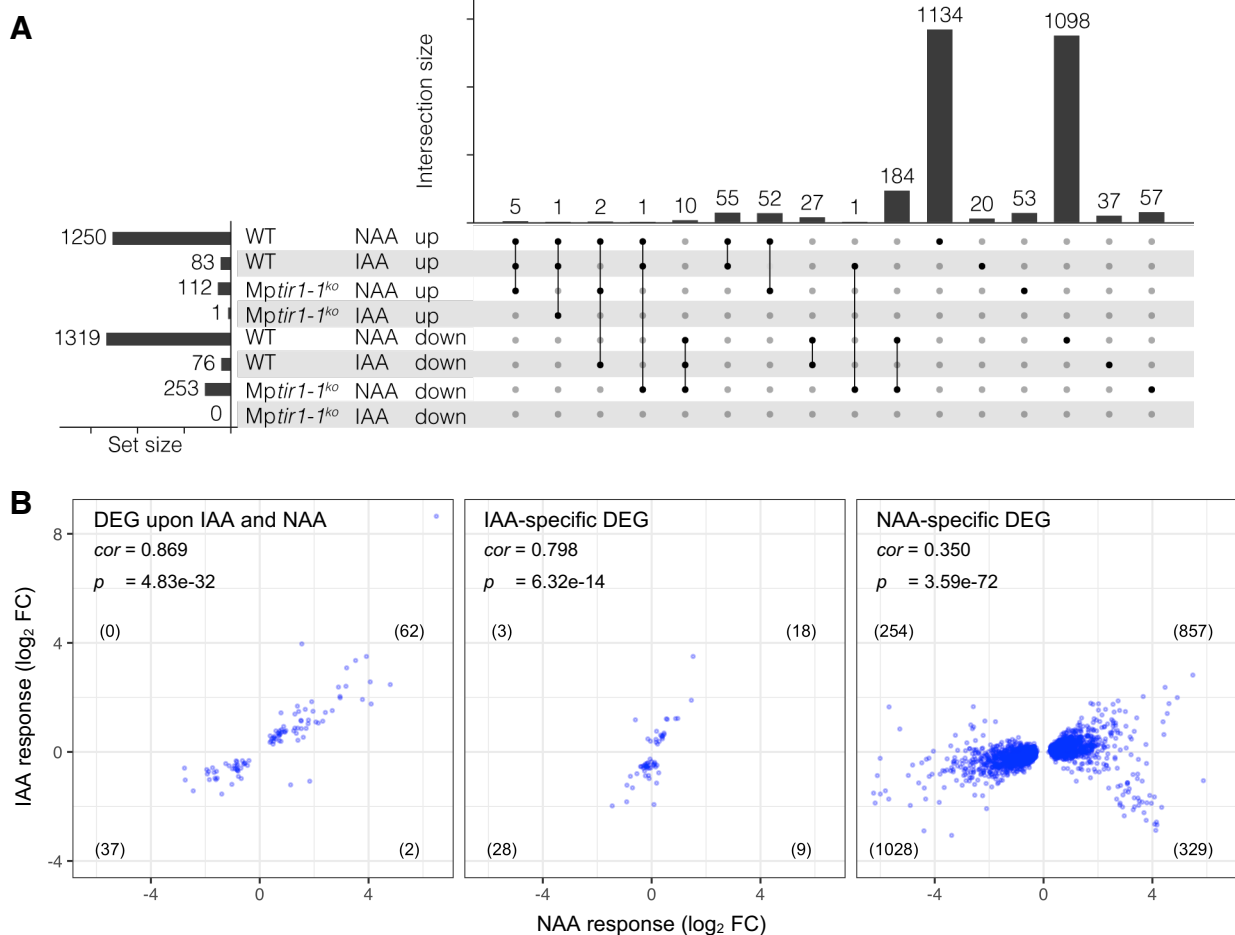 A
Intersection size
5 1 2 1 10 55 52 27 1 184 1134 20 53 1098 37 57
1250 WT NAA up
83 WT IAA up
112 Mptir1-1ko NAA up
1 Mptir1-1ko IAA up
1319 WT NAA down
76 WT IAA down
253 Mptir1-1ko NAA down
0 Mptir1-1ko IAA down
Set size
B
IAA response (log2 FC)
8
4
0
-4
DEG upon IAA and NAA
cor = 0.869
p = 4.83e-32
(0) (62)
(37) (2)
-4 0 4
IAA-specific DEG
cor = 0.798
p = 6.32e-14
(3) (18)
(28) (9)
-4 0 4
NAA-specific DEG
cor = 0.350
p = 3.59e-72
(254) (857)
(1028) (329)
-4 0 4
NAA response (log2 FC)